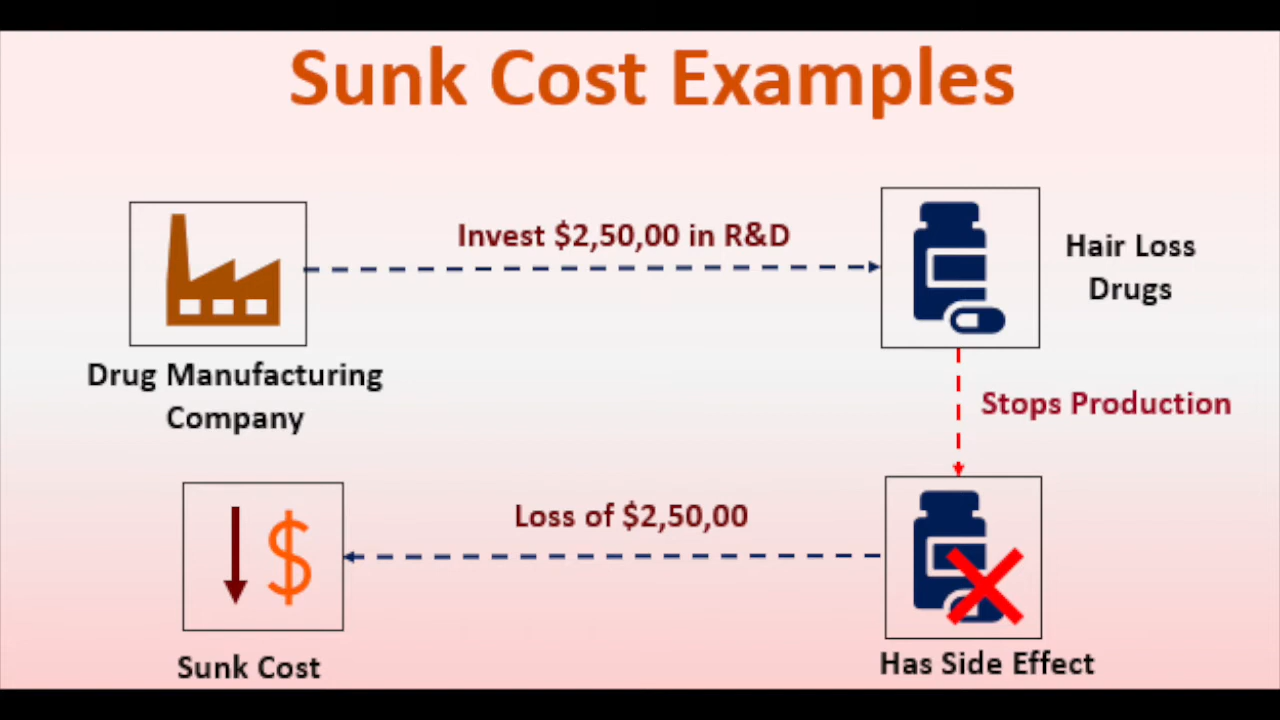 Sunk Cost Examples
Invest $2,50,00 in R&D
Hair Loss
Drugs
Drug Manufacturing
Company
Stops Production
Loss of $2,50,00
$
Sunk Cost
Has Side Effect